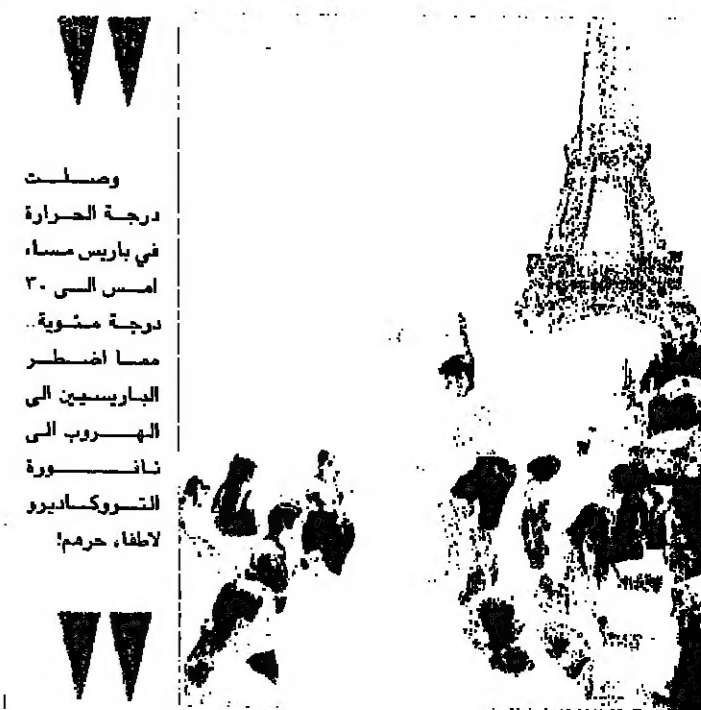 وصلت
درجة الحرارة
في باريس مساء
امس الى ٣٠
درجة مئوية..
مما اضطر
الباريسيين الى
الهروب الى
نافورة
التروكاديرو
لاطفاء حرهم!